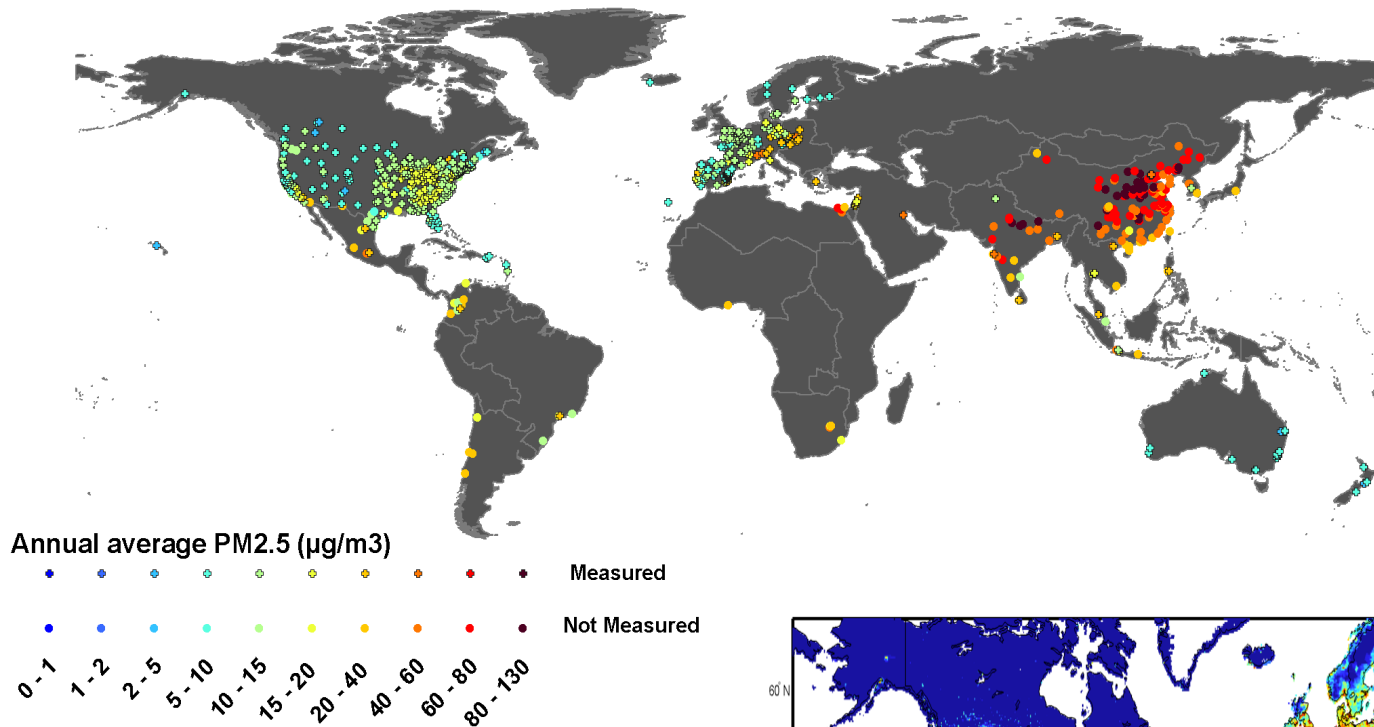 Annual average PM2.5 (µg/m3)
Measured
Not Measured
0 - 1
1 - 2
2 - 5
5 - 10
10 - 15
15 - 20
20 - 40
40 - 60
60 - 80
80 - 130
60°N